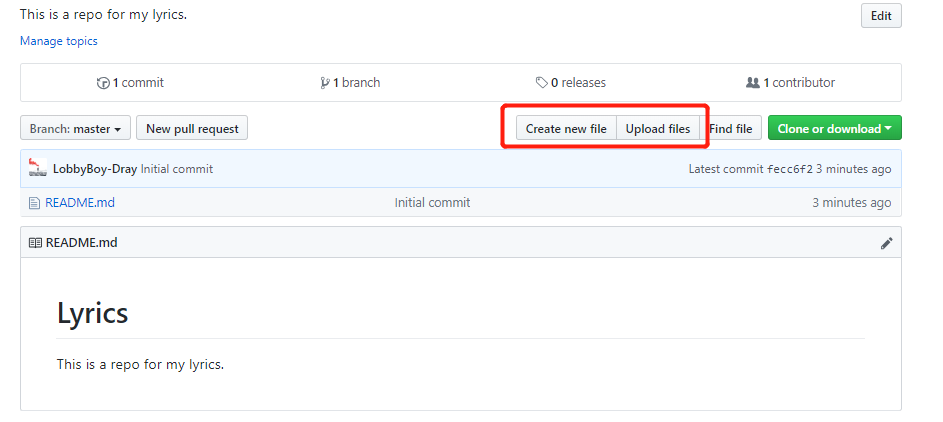 This is a repo for my lyrics.
Edit
Manage topics
1 commit
1 branch
0 releases
1 contributor
Branch: master
New pull request
Create new file
Upload files
Find file
Clone or download
LobbyBoy-Dray Initial commit
Latest commit fecc6f2 3 minutes ago
README.md
Initial commit
3 minutes ago
README.md
Lyrics
This is a repo for my lyrics.